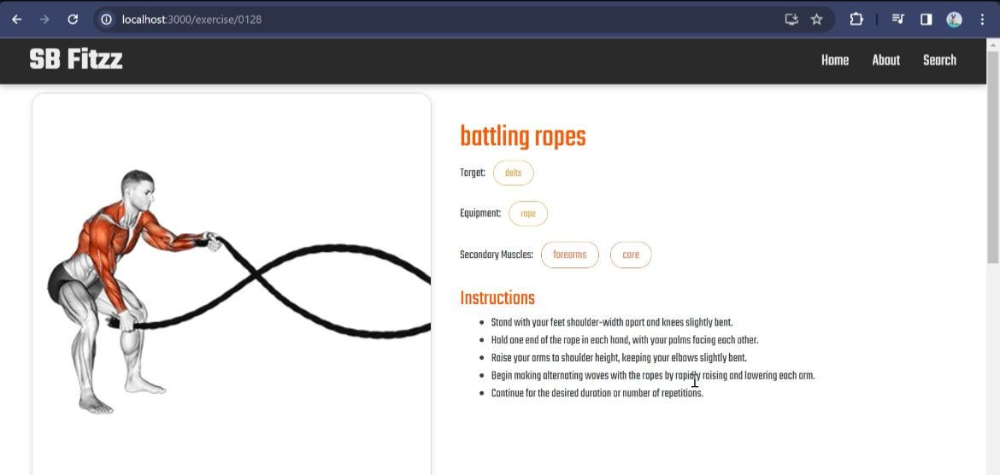 localhost:3000/exercise/0128
SB Fitzz
Home About Search
battling ropes
Target: delts
Equipment: rope
Secondary Muscles: forearms core
Instructions
Stand with your feet shoulder-width apart and knees slightly bent.
Hold one end of the rope in each hand, with your palms facing each other.
Raise your arms to shoulder height, keeping your elbows slightly bent.
Begin making alternating waves with the ropes by rapidly raising and lowering each arm.
Continue for the desired duration or number of repetitions.